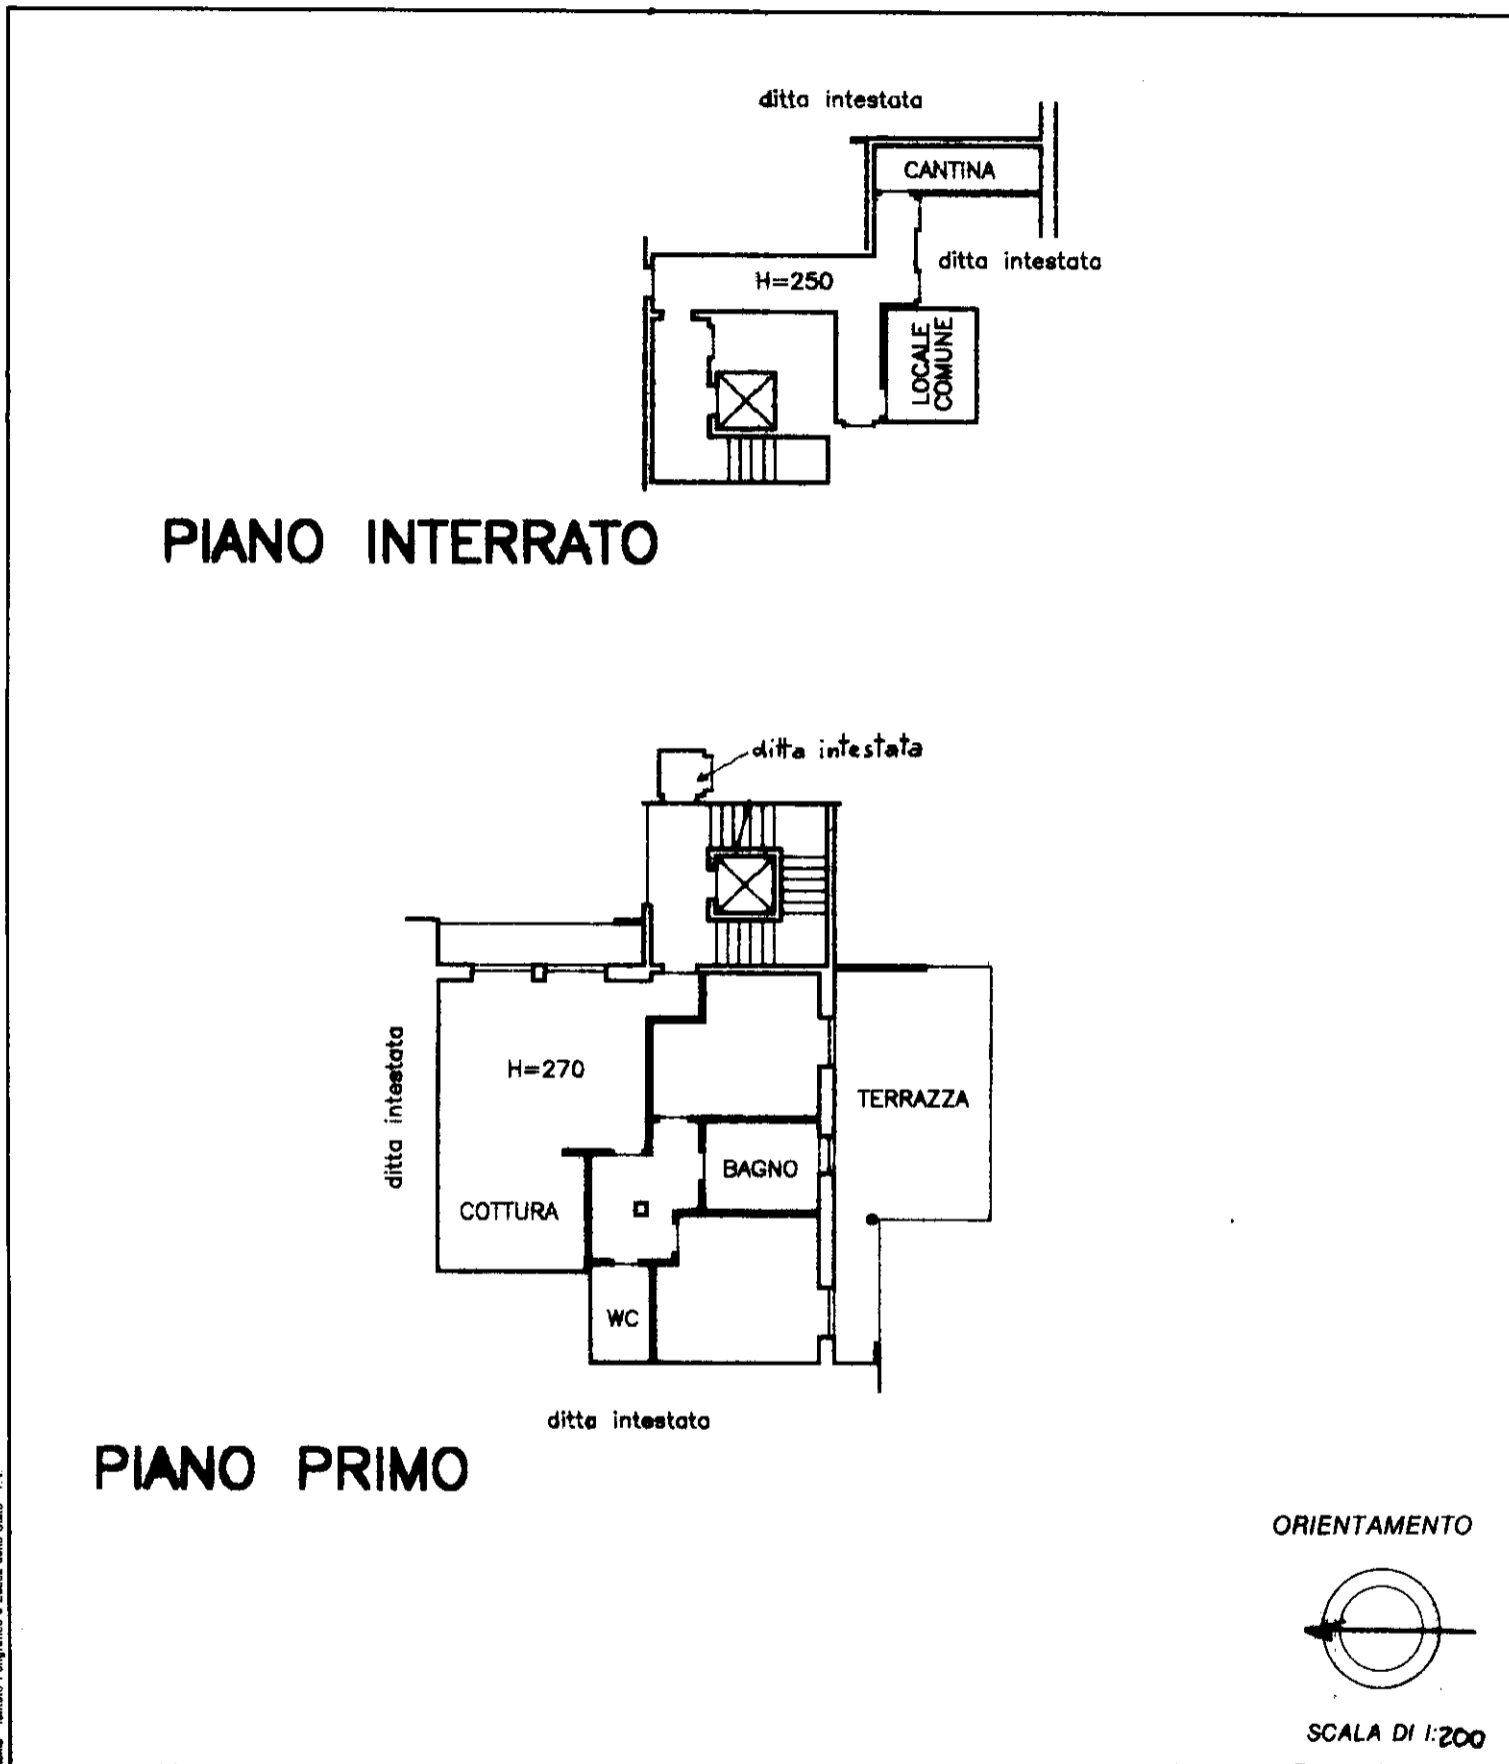 ditta intestata
CANTINA
ditta intestata
H=250
LOCALE
COMUNE
PIANO INTERRATO
ditta intestata
ditta intestata
H=270
TERRAZZA
BAGNO
COTTURA
WC
ditta intestata
PIANO PRIMO
ORIENTAMENTO
SCALA DI 1:200